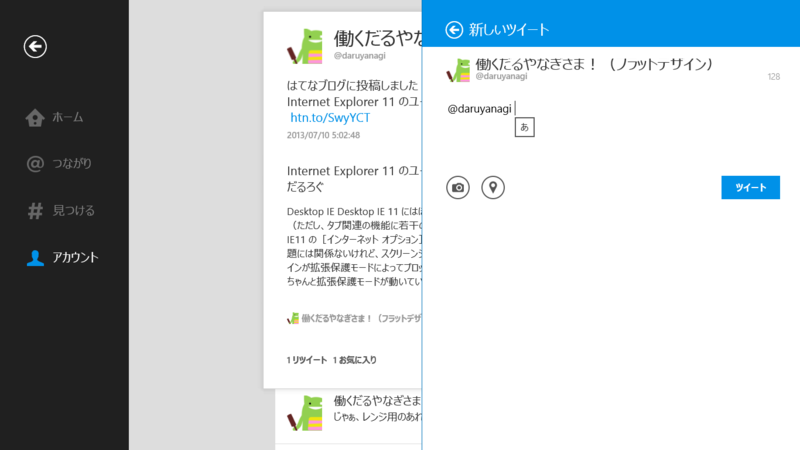 ホーム
つながり
見つける
アカウント
働くだるやな
@daruyanagi
はてなブログに投稿しました
Internet Explorer 11 のユー
htn.to/SwyYCT
2013/07/10 5:02:48
Internet Explorer 11 のユー
だるろぐ
Desktop IE Desktop IE 11 にはほ
（ただし、タブ関連の機能に若干の
IE11 の［インターネット オプション］
題には関係ないけれど、スクリーンシ
インが拡張保護モードによってブロッ
ちゃんと拡張保護モードが動いてい
働くだるやなぎさま！（フラットデザ
1 リツイート 1 お気に入り
働くだるやなぎさま
じゃぁ、レンジ用のあれ
新しいツイート
働くだるやなぎさま！（フラットデザイン）
@daruyanagi
128
@daruyanagi
あ
ツイート